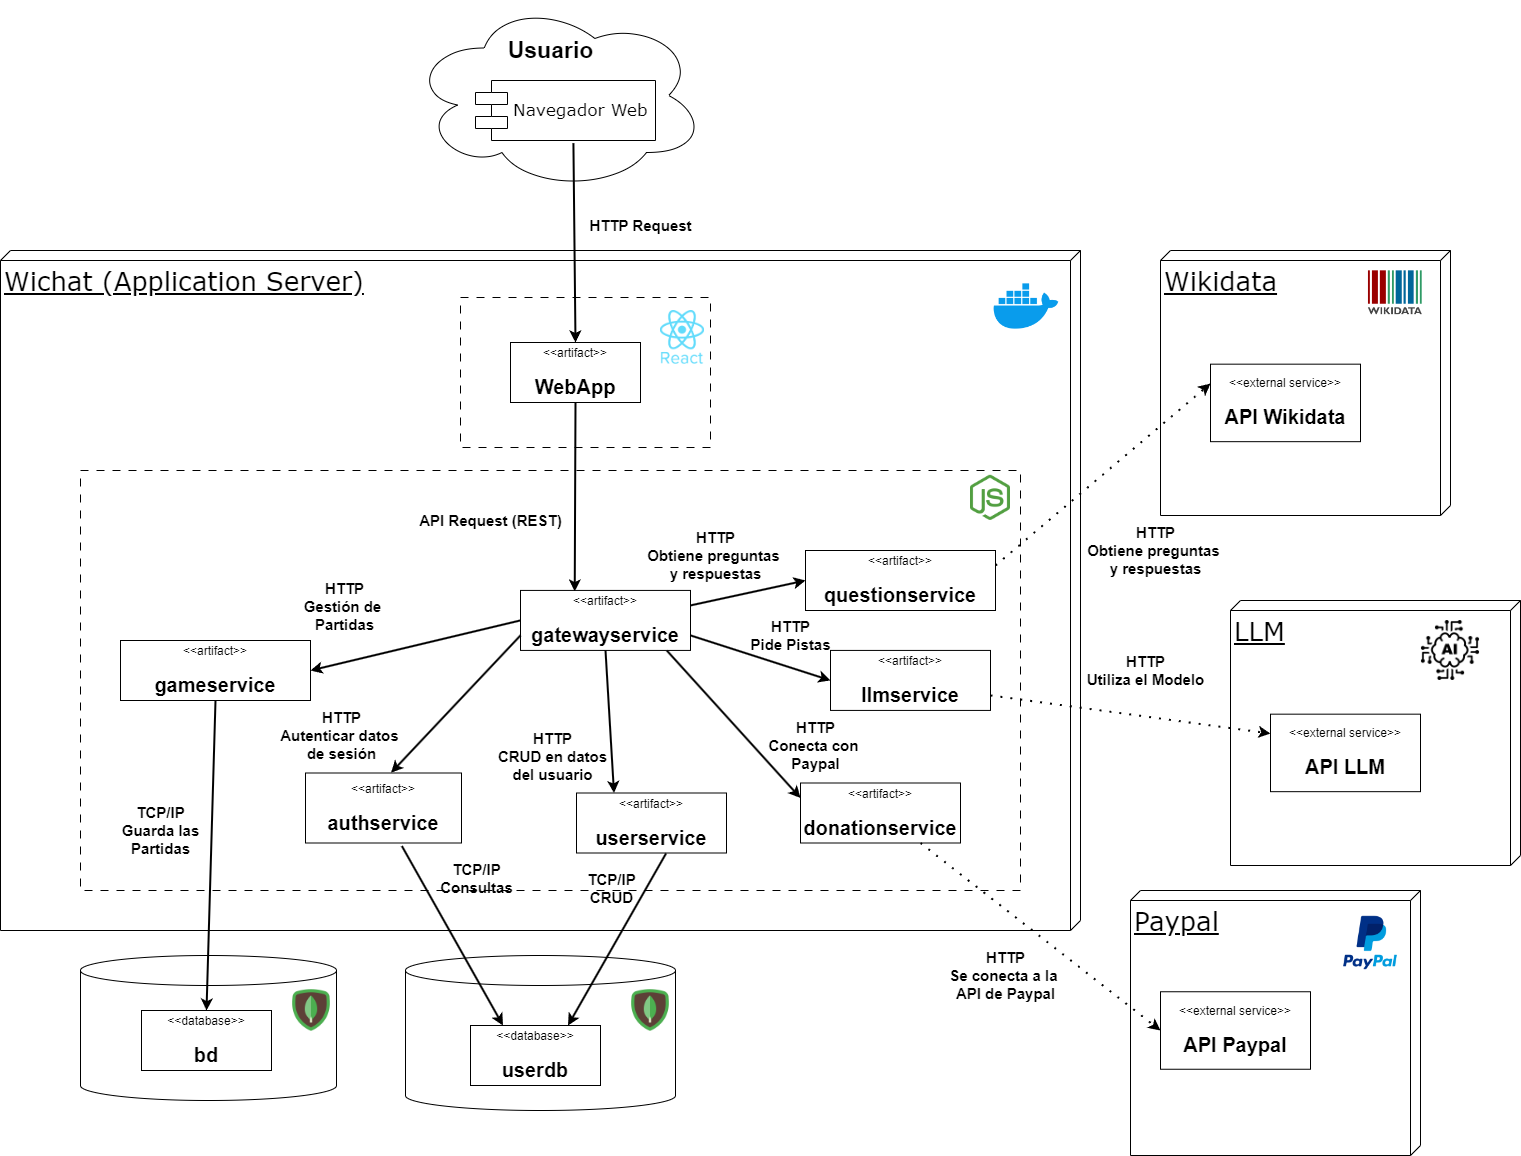 Usuario
Navegador Web
HTTP Request
Wichat (Application Server)
React
<<artifact>>
WebApp
API Request (REST)
JS
<<artifact>>
gatewayservice
HTTP
Obtiene preguntas
y respuestas
<<artifact>>
questionservice
HTTP
Pide Pistas
<<artifact>>
llmservice
HTTP
Gestión de
Partidas
<<artifact>>
gameservice
HTTP
Autenticar datos
de sesión
<<artifact>>
authservice
HTTP
CRUD en datos
del usuario
<<artifact>>
userservice
HTTP
Conecta con
Paypal
<<artifact>>
donationservice
TCP/IP
Guarda las
Partidas
TCP/IP
Consultas
TCP/IP
CRUD
<<database>>
bd
<<database>>
userdb
Wikidata
WIKIDATA
<<external service>>
API Wikidata
HTTP
Obtiene preguntas
y respuestas
LLM
AI
HTTP
Utiliza el Modelo
<<external service>>
API LLM
Paypal
PayPal
HTTP
Se conecta a la
API de Paypal
<<external service>>
API Paypal